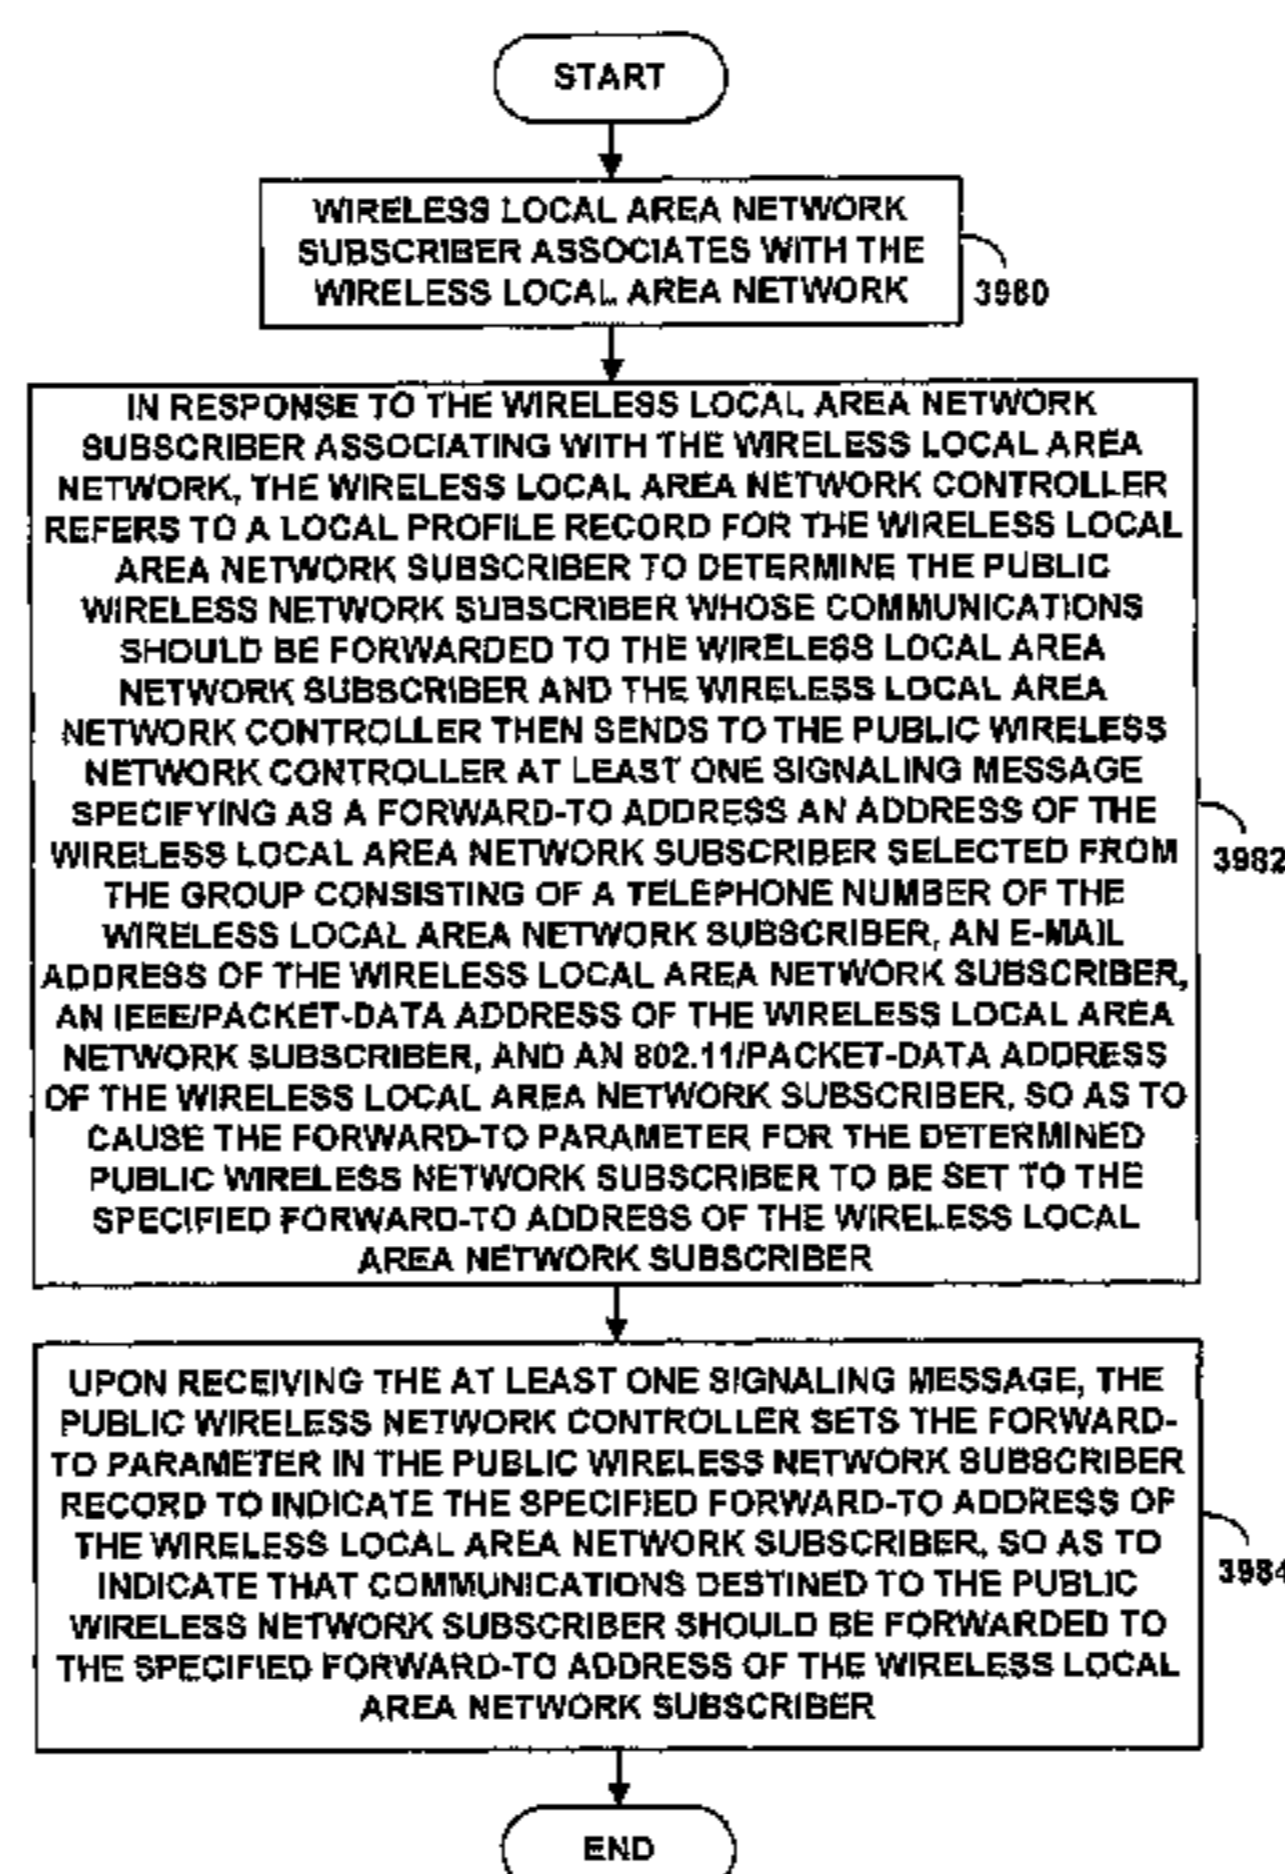 START
WIRELESS LOCAL AREA NETWORK
SUBSCRIBER ASSOCIATES WITH THE
WIRELESS LOCAL AREA NETWORK
3980
IN RESPONSE TO THE WIRELESS LOCAL AREA NETWORK
SUBSCRIBER ASSOCIATING WITH THE WIRELESS LOCAL AREA
NETWORK, THE WIRELESS LOCAL AREA NETWORK CONTROLLER
REFERS TO A LOCAL PROFILE RECORD FOR THE WIRELESS LOCAL
AREA NETWORK SUBSCRIBER TO DETERMINE THE PUBLIC
WIRELESS NETWORK SUBSCRIBER WHOSE COMMUNICATIONS
SHOULD BE FORWARDED TO THE WIRELESS LOCAL AREA
NETWORK SUBSCRIBER AND THE WIRELESS LOCAL AREA
NETWORK CONTROLLER THEN SENDS TO THE PUBLIC WIRELESS
NETWORK CONTROLLER AT LEAST ONE SIGNALING MESSAGE
SPECIFYING AS A FORWARD-TO ADDRESS AN ADDRESS OF THE
WIRELESS LOCAL AREA NETWORK SUBSCRIBER SELECTED FROM
THE GROUP CONSISTING OF A TELEPHONE NUMBER OF THE
WIRELESS LOCAL AREA NETWORK SUBSCRIBER, AN E-MAIL
ADDRESS OF THE WIRELESS LOCAL AREA NETWORK SUBSCRIBER,
AN IEEE/PACKET-DATA ADDRESS OF THE WIRELESS LOCAL AREA
NETWORK SUBSCRIBER, AND AN 802.11/PACKET-DATA ADDRESS
OF THE WIRELESS LOCAL AREA NETWORK SUBSCRIBER, SO AS TO
CAUSE THE FORWARD-TO PARAMETER FOR THE DETERMINED
PUBLIC WIRELESS NETWORK SUBSCRIBER TO BE SET TO THE
SPECIFIED FORWARD-TO ADDRESS OF THE WIRELESS LOCAL
AREA NETWORK SUBSCRIBER
3982
UPON RECEIVING THE AT LEAST ONE SIGNALING MESSAGE, THE
PUBLIC WIRELESS NETWORK CONTROLLER SETS THE FORWARD-
TO PARAMETER IN THE PUBLIC WIRELESS NETWORK SUBSCRIBER
RECORD TO INDICATE THE SPECIFIED FORWARD-TO ADDRESS OF
THE WIRELESS LOCAL AREA NETWORK SUBSCRIBER, SO AS TO
INDICATE THAT COMMUNICATIONS DESTINED TO THE PUBLIC
WIRELESS NETWORK SUBSCRIBER SHOULD BE FORWARDED TO
THE SPECIFIED FORWARD-TO ADDRESS OF THE WIRELESS LOCAL
AREA NETWORK SUBSCRIBER
3984
END